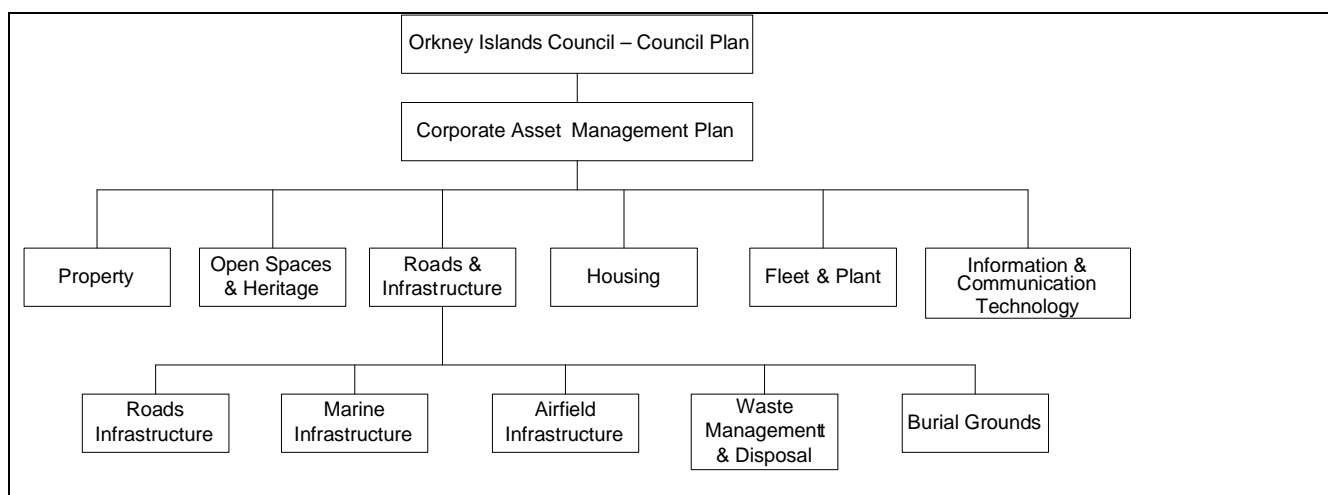 Orkney Islands Council – Council Plan
Corporate Asset Management Plan
Property
Open Spaces
& Heritage
Roads &
Infrastructure
Housing
Fleet & Plant
Information &
Communication
Technology
Roads
Infrastructure
Marine
Infrastructure
Airfield
Infrastructure
Waste
Management
& Disposal
Burial Grounds